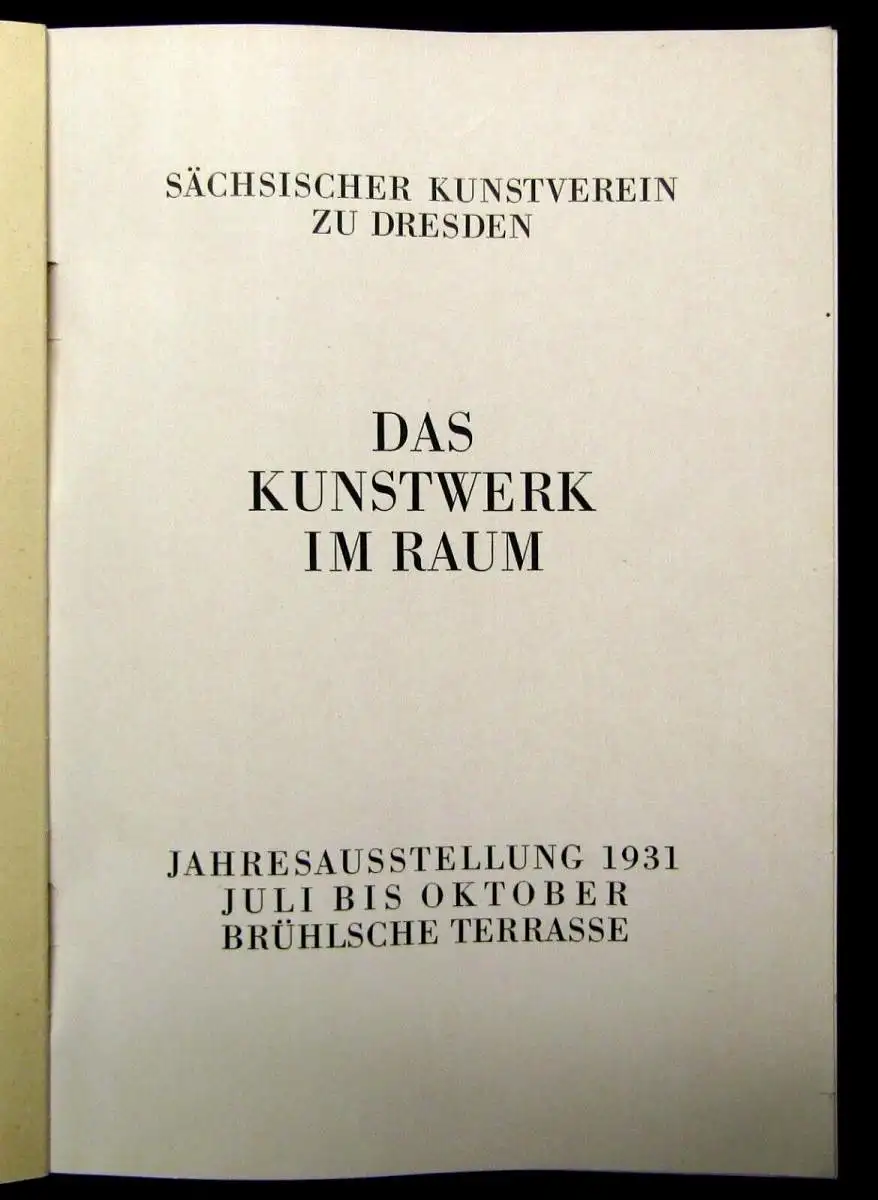 SÄCHSISCHER KUNSTVEREIN
ZU DRESDEN
DAS
KUNSTWERK
IM RAUM
JAHRESAUSSTELLUNG 1931
JULI BIS OKTOBER
BRÜHLSCHE TERRASSE